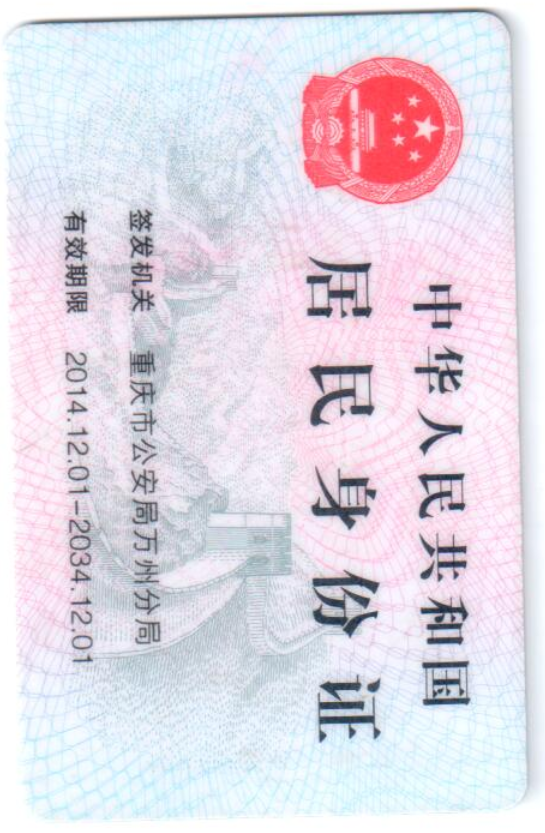 中华人民共和国
居民身份证
签发机关 重庆市公安局万州分局
有效期限 2014.12.01-2034.12.01